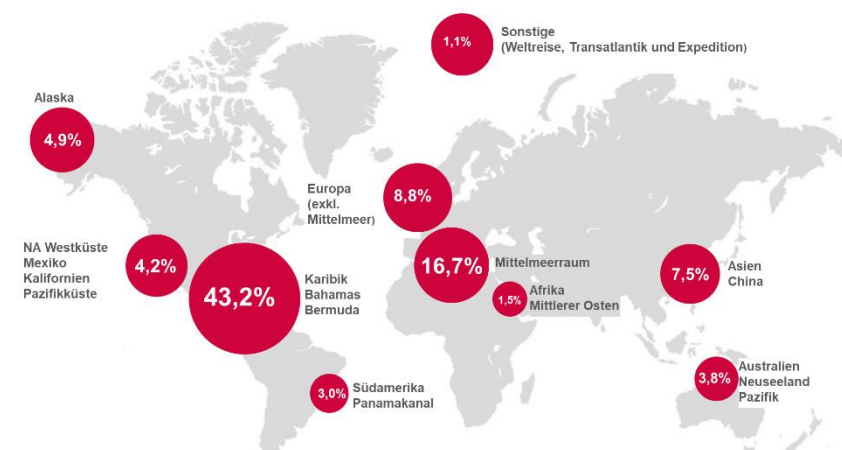 1,1%
Sonstige
(Weltreise, Transatlantik und Expedition)
Alaska
4,9%
Europa
(exkl.
Mittelmeer)
8,8%
NA Westküste
Mexiko
Kalifornien
Pazifikküste
4,2%
43,2%
Karibik
Bahamas
Bermuda
16,7%
Mittelmeerraum
1,5%
Afrika
Mittlerer Osten
7,5%
Asien
China
3,0%
Südamerika
Panamakanal
3,8%
Australien
Neuseeland
Pazifik